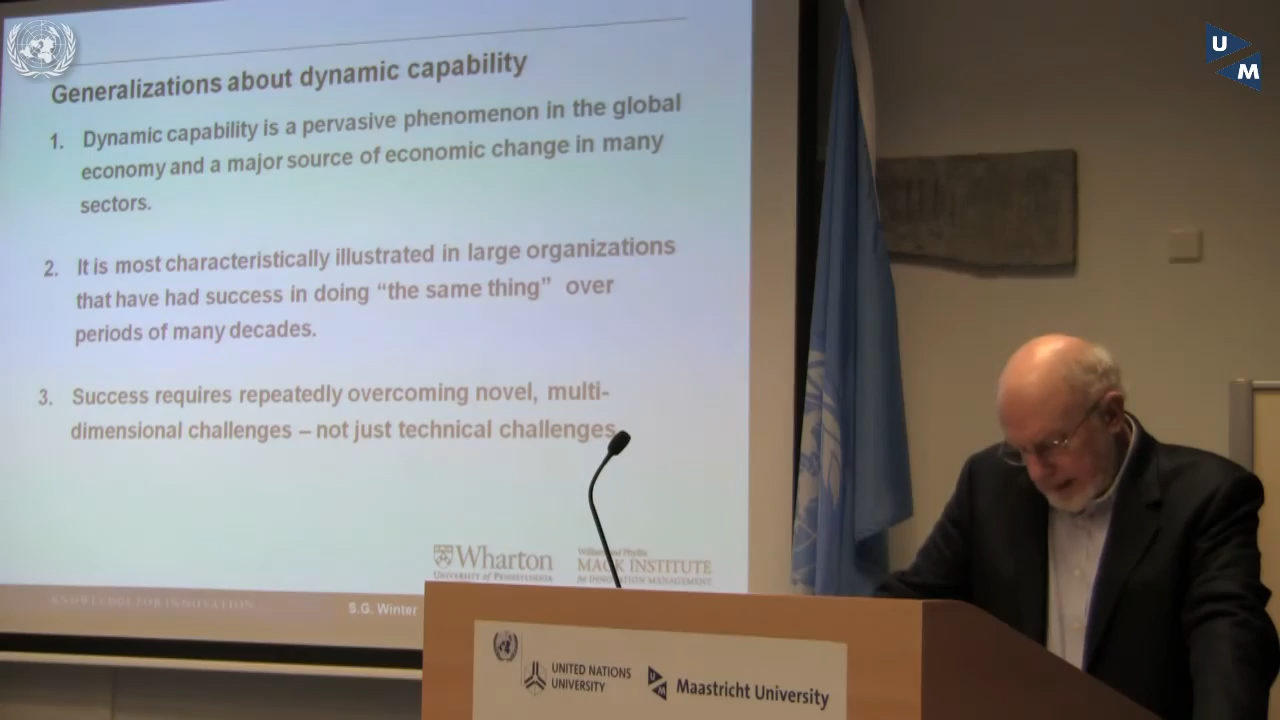 Generalizations about dynamic capability
1. Dynamic capability is a pervasive phenomenon in the global
economy and a major source of economic change in many
sectors.
2. It is most characteristically illustrated in large organizations
that have had success in doing “the same thing” over
periods of many decades.
3. Success requires repeatedly overcoming novel, multi-
dimensional challenges – not just technical challenges
Wharton
UNIVERSITY of PENNSYLVANIA
William and Phyllis
MACK INSTITUTE
for INNOVATION MANAGEMENT
KNOWLEDGE FOR INNOVATION
S.G. Winter
U
M
UNITED NATIONS
UNIVERSITY
U
M
Maastricht University